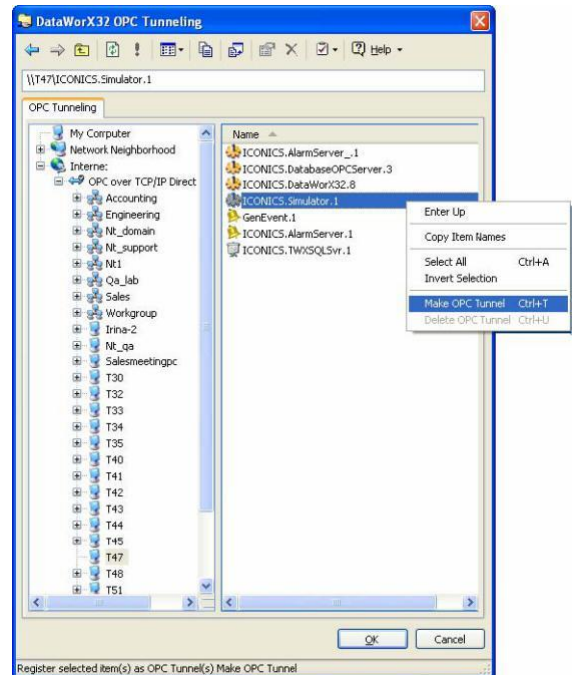 DataWorX32 OPC Tunneling
Help
\\T47\ICONICS.Simulator.1
OPC Tunneling
My Computer
Network Neighborhood
Interne:
OPC over TCP/IP Direct
Accounting
Engineering
Nt_domain
Nt_support
Nt1
Qa_lab
Sales
Workgroup
Irina-2
Nt_qa
Salesmeetingpc
T30
T32
T33
T34
T35
T40
T41
T42
T43
T44
T45
T47
T48
T51
Name
ICONICS.AlarmServer_.1
ICONICS.DatabaseOPCServer.3
ICONICS.DataWorX32.8
ICONICS.Simulator.1
GenEvent.1
ICONICS.AlarmServer.1
ICONICS.TWXSQLSvr.1
Enter Up
Copy Item Names
Select All Ctrl+A
Invert Selection
Make OPC Tunnel Ctrl+T
Delete OPC Tunnel Ctrl+U
OK Cancel
Register selected item(s) as OPC Tunnel(s) Make OPC Tunnel